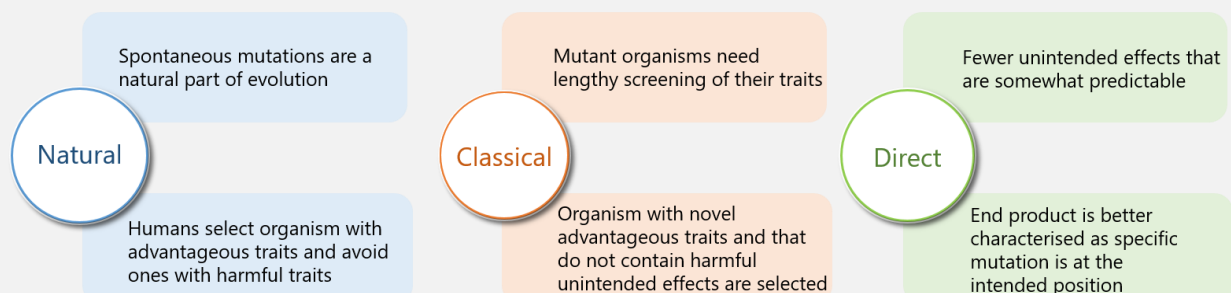 Natural
Spontaneous mutations are a
natural part of evolution
Humans select organism with
advantageous traits and avoid
ones with harmful traits
Classical
Mutant organisms need
lengthy screening of their traits
Organism with novel
advantageous traits and that
do not contain harmful
unintended effects are selected
Direct
Fewer unintended effects that
are somewhat predictable
End product is better
characterised as specific
mutation is at the
intended position